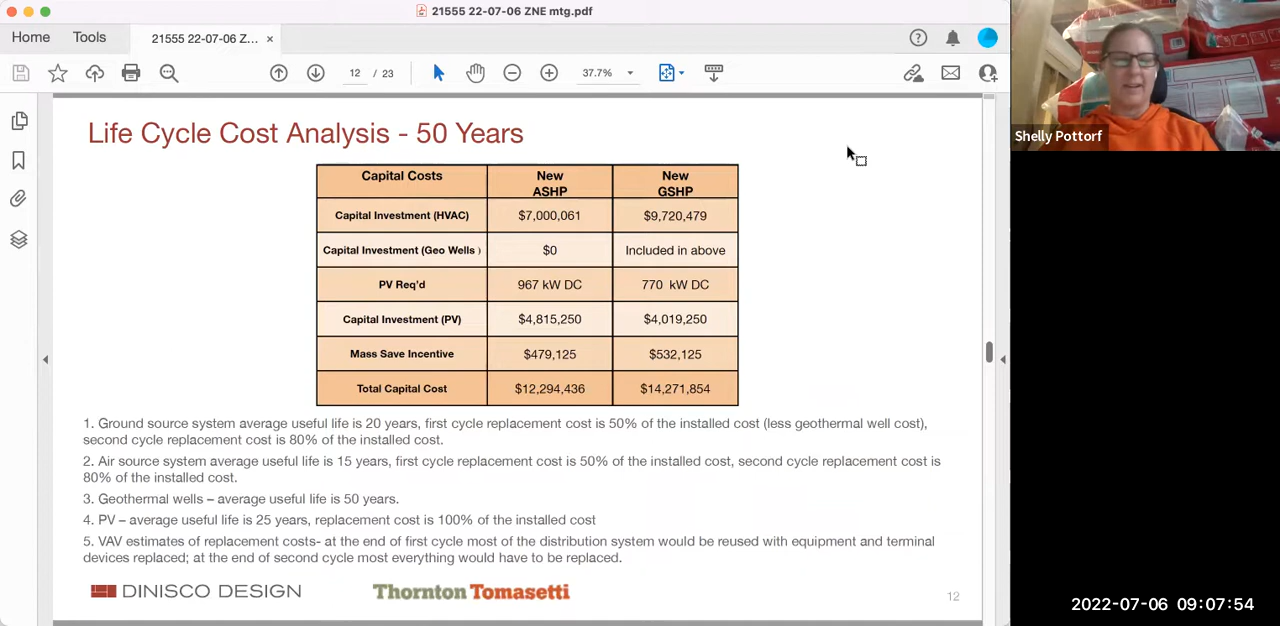 21555 22-07-06 ZNE mtg.pdf
Home Tools 21555 22-07-06 Z... ×
12 / 23 37.7%
Life Cycle Cost Analysis - 50 Years
Capital Costs New ASHP New GSHP
Capital Investment (HVAC) $7,000,061 $9,720,479
Capital Investment (Geo Wells ) $0 Included in above
PV Req'd 967 kW DC 770 kW DC
Capital Investment (PV) $4,815,250 $4,019,250
Mass Save Incentive $479,125 $532,125
Total Capital Cost $12,294,436 $14,271,854
1. Ground source system average useful life is 20 years, first cycle replacement cost is 50% of the installed cost (less geothermal well cost),
second cycle replacement cost is 80% of the installed cost.
2. Air source system average useful life is 15 years, first cycle replacement cost is 50% of the installed cost, second cycle replacement cost is
80% of the installed cost.
3. Geothermal wells – average useful life is 50 years.
4. PV – average useful life is 25 years, replacement cost is 100% of the installed cost
5. VAV estimates of replacement costs- at the end of first cycle most of the distribution system would be reused with equipment and terminal
devices replaced; at the end of second cycle most everything would have to be replaced.
DINISCO DESIGN Thornton Tomasetti 12
Shelly Pottorf
2022-07-06 09:07:54